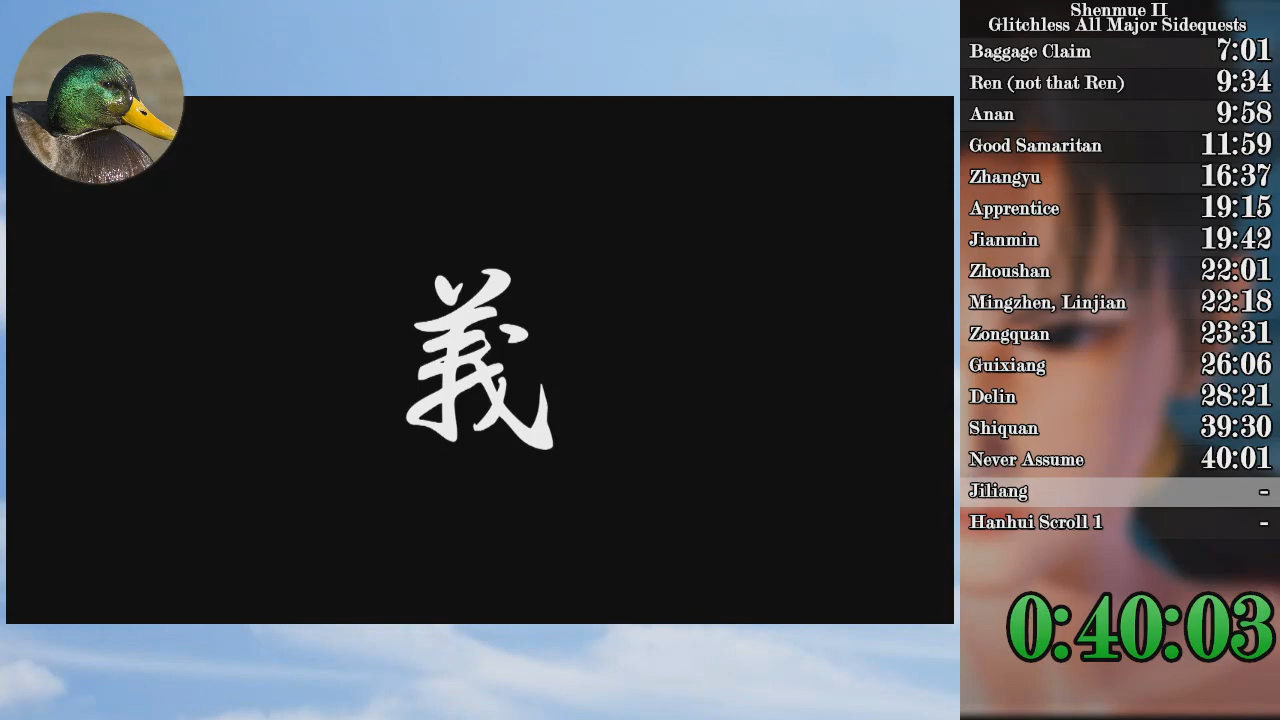 義
Shenmue II
Glitchless All Major Sidequests
Baggage Claim 7:01
Ren (not that Ren) 9:34
Anan 9:58
Good Samaritan 11:59
Zhangyu 16:37
Apprentice 19:15
Jianmin 19:42
Zhoushan 22:01
Mingzhen, Linjian 22:18
Zongquan 23:31
Guixiang 26:06
Delin 28:21
Shiquan 39:30
Never Assume 40:01
Jiliang -
Hanhui Scroll 1 -
0:40:03